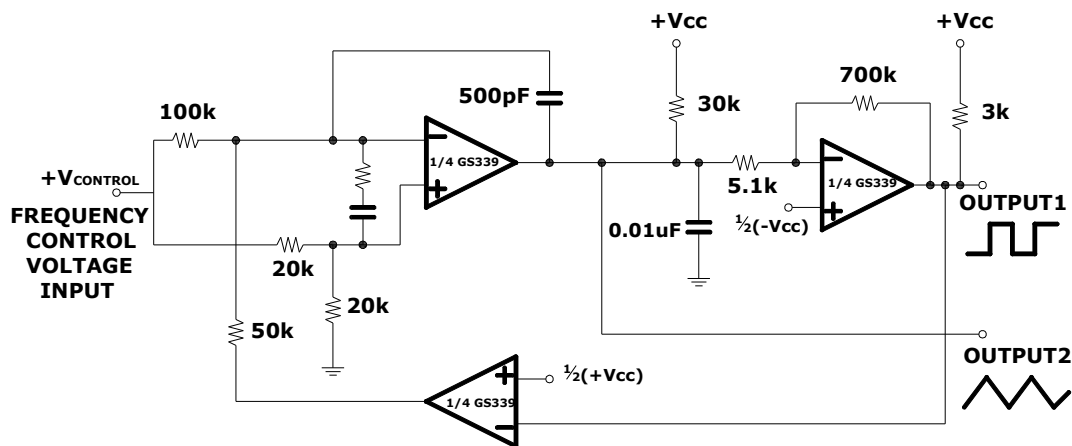 +Vcc
+Vcc
500pF
700k
100k
30k
3k
−
1/4 GS339
+
−
1/4 GS339
+
5.1k
+VCONTROL
FREQUENCY
CONTROL
VOLTAGE
INPUT
½(-Vcc)
OUTPUT1
0.01uF
20k
20k
50k
½(+Vcc)
OUTPUT2
+
1/4 GS339
−